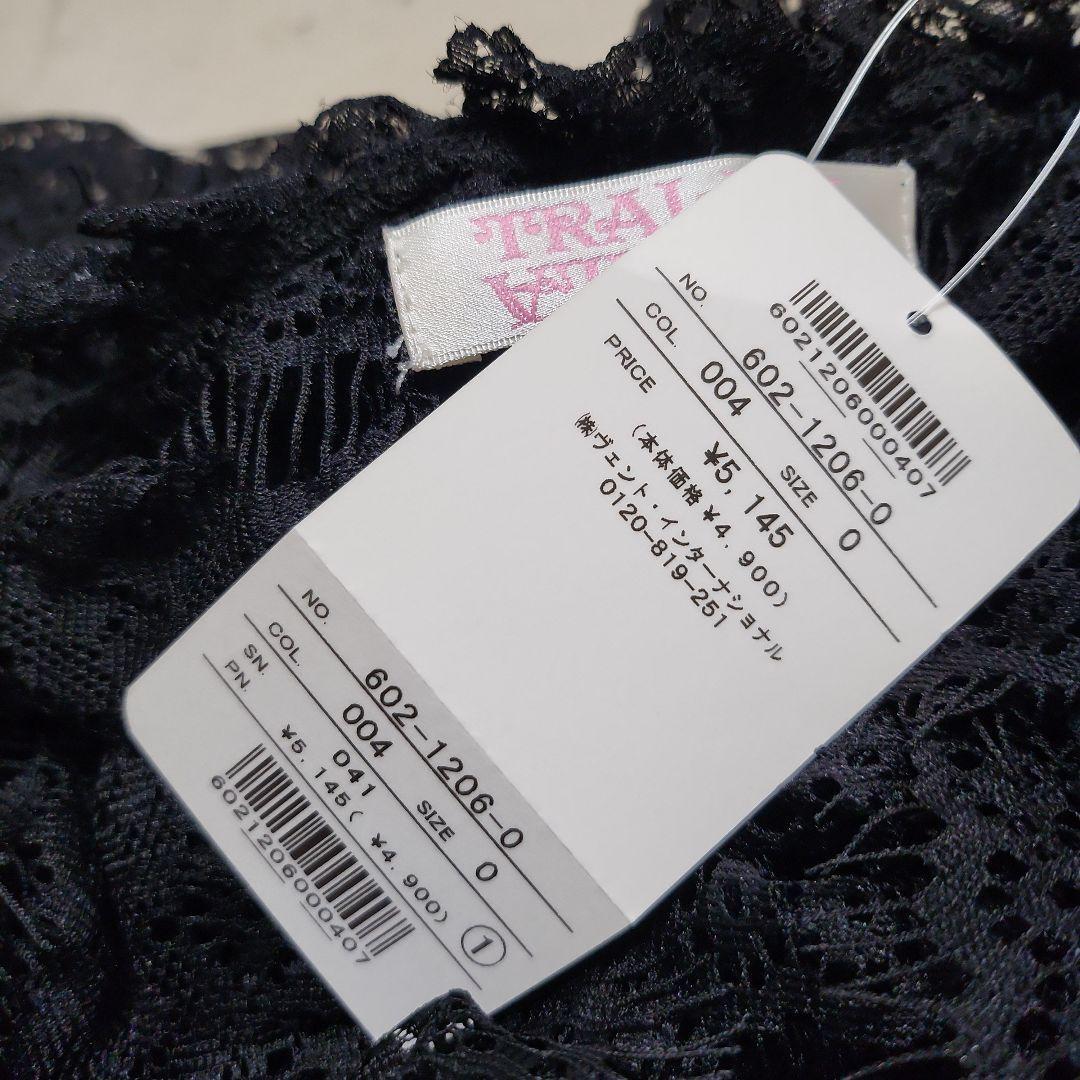 602120600407
NO. 602-1206-0
COL. 004 SIZE 0
PRICE ¥5,145
(本体価格¥4,900)
㈱ヴェント・インターナショナル
0120-819-251
NO. 602-1206-0
COL. 004 SIZE 0
SN. 041
PN.
¥5,145( ¥4,900) ①
602120600407